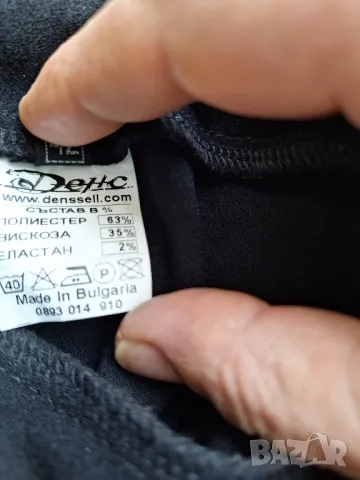 Денс
www.denssell.com
СЪСТАВ В %
ПОЛИЕСТЕР 63%
ВИСКОЗА 35%
ЕЛАСТАН 2%
40 P
Made In Bulgaria
0893 014 910
BAZAR
bg